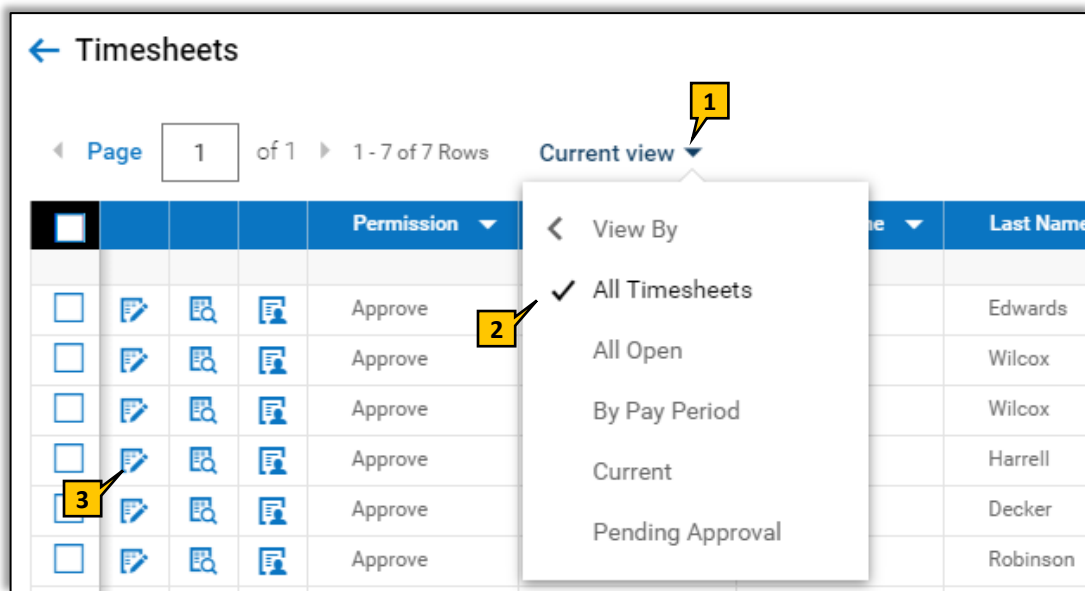 Timesheets
1
Page 1 of 1 1 - 7 of 7 Rows Current view
Permission Last Name
View By
All Timesheets
All Open
By Pay Period
Current
Pending Approval
2
3
Approve Edwards
Approve Wilcox
Approve Wilcox
Approve Harrell
Approve Decker
Approve Robinson